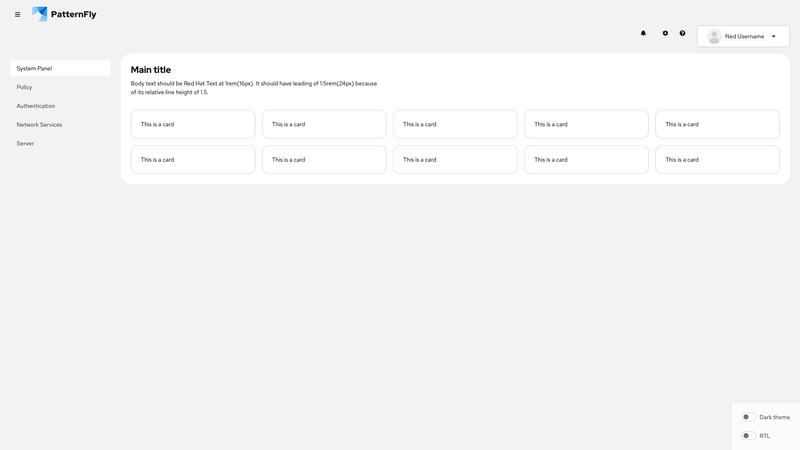 PatternFly
Ned Username
System Panel
Policy
Authentication
Network Services
Server
Main title
Body text should be Red Hat Text at 1rem(16px). It should have leading of 1.5rem(24px) because
of its relative line height of 1.5.
This is a card
This is a card
This is a card
This is a card
This is a card
This is a card
This is a card
This is a card
This is a card
This is a card
Dark theme
RTL